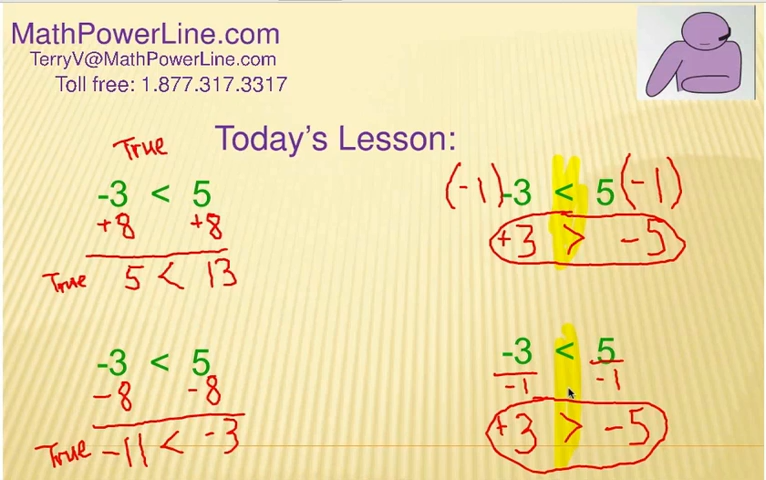 MathPowerLine.com
TerryV@MathPowerLine.com
Toll free: 1.877.317.3317
Today's Lesson:
True
-3 < 5
+8 +8
True 5 < 13
(-1) -3 < 5 (-1)
+3 > -5
-3 < 5
-8 -8
True -11 < -3
-3 < 5
-1 -1
+3 > -5